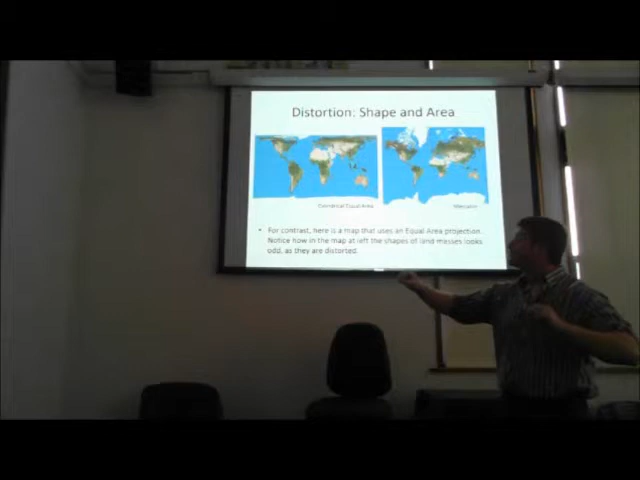 Distortion: Shape and Area
Cylindrical Equal Area
Mercator
• For contrast, here is a map that uses an Equal Area projection.
Notice how in the map at left the shapes of land masses looks
odd, as they are distorted.